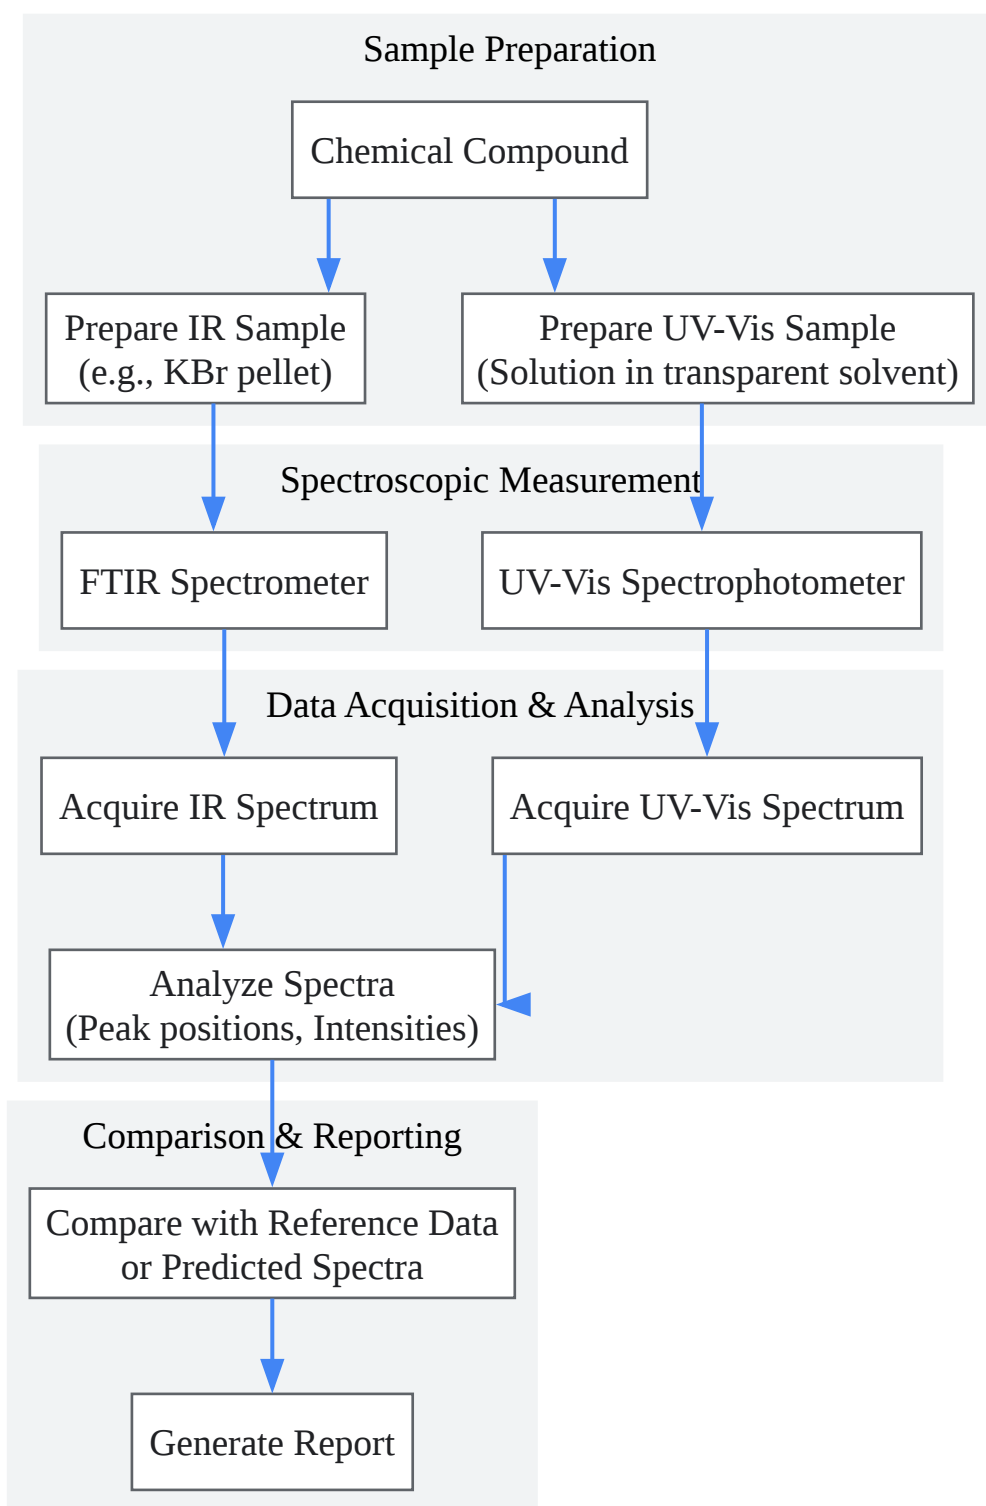 Sample Preparation
Chemical Compound
Prepare IR Sample
(e.g., KBr pellet)
Prepare UV-Vis Sample
(Solution in transparent solvent)
Spectroscopic Measurement
FTIR Spectrometer
UV-Vis Spectrophotometer
Data Acquisition & Analysis
Acquire IR Spectrum
Acquire UV-Vis Spectrum
Analyze Spectra
(Peak positions, Intensities)
Comparison & Reporting
Compare with Reference Data
or Predicted Spectra
Generate Report